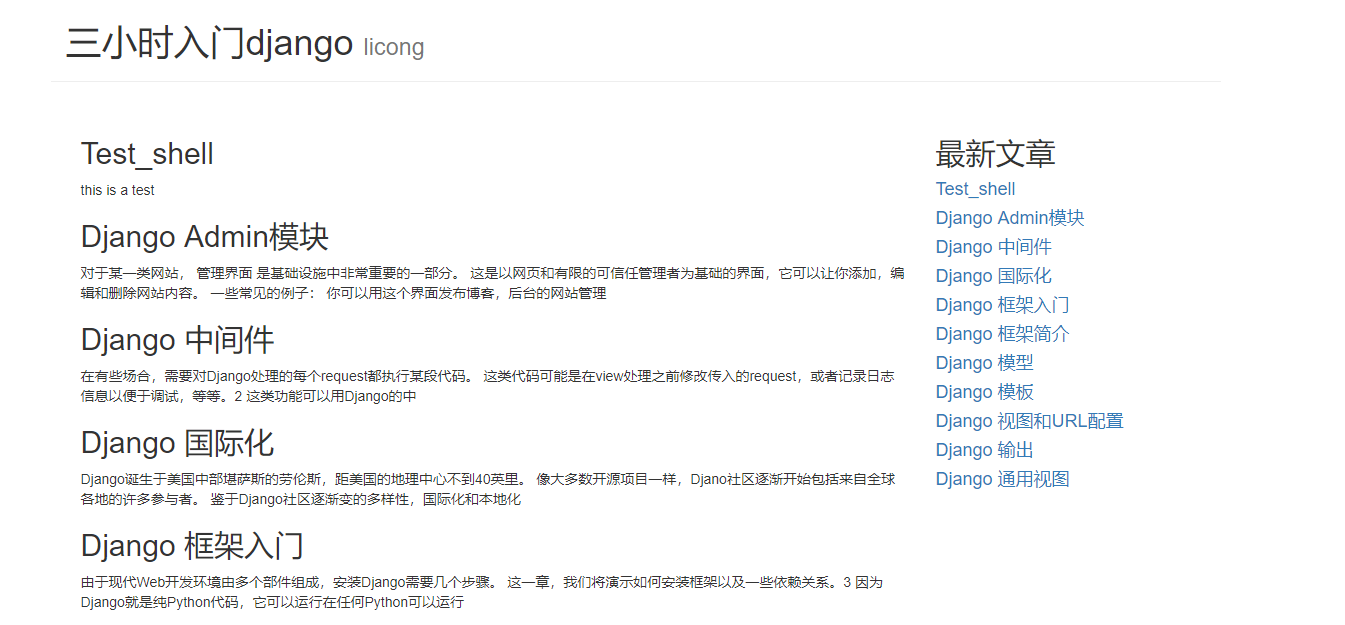 三小时入门django licong
Test_shell
this is a test
Django Admin模块
对于某一类网站， 管理界面 是基础设施中非常重要的一部分。 这是以网页和有限的可信任管理者为基础的界面，它可以让你添加，编
辑和删除网站内容。 一些常见的例子： 你可以用这个界面发布博客，后台的网站管理
Django 中间件
在有些场合，需要对Django处理的每个request都执行某段代码。 这类代码可能是在view处理之前修改传入的request，或者记录日志
信息以便于调试，等等。2 这类功能可以用Django的中
Django 国际化
Django诞生于美国中部堪萨斯的劳伦斯，距美国的地理中心不到40英里。 像大多数开源项目一样，Djano社区逐渐开始包括来自全球
各地的许多参与者。 鉴于Django社区逐渐变的多样性，国际化和本地化
Django 框架入门
由于现代Web开发环境由多个部件组成，安装Django需要几个步骤。 这一章，我们将演示如何安装框架以及一些依赖关系。3 因为
Django就是纯Python代码，它可以运行在任何Python可以运行
最新文章
Test_shell
Django Admin模块
Django 中间件
Django 国际化
Django 框架入门
Django 框架简介
Django 模型
Django 模板
Django 视图和URL配置
Django 输出
Django 通用视图